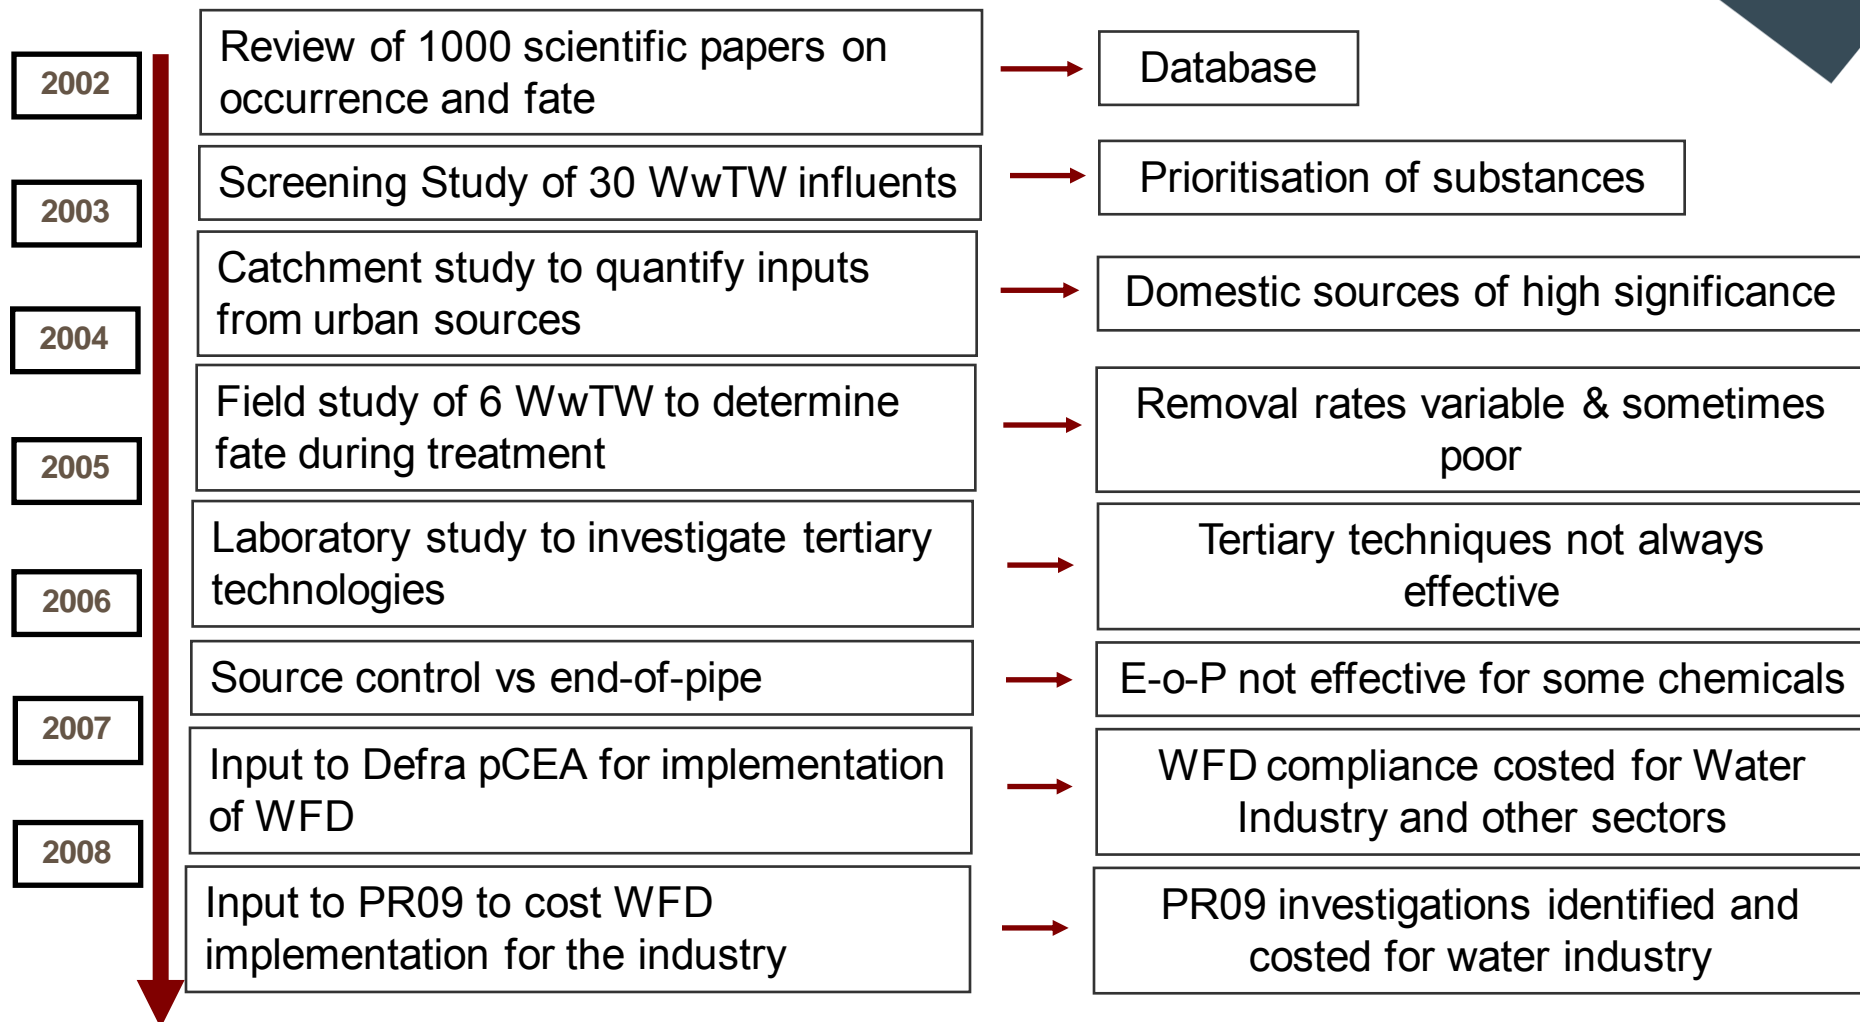 2002
Review of 1000 scientific papers on
occurrence and fate
Database
2003
Screening Study of 30 WwTW influents
Prioritisation of substances
Catchment study to quantify inputs
from urban sources
Domestic sources of high significance
2004
Field study of 6 WwTW to determine
fate during treatment
Removal rates variable & sometimes
poor
2005
Laboratory study to investigate tertiary
technologies
Tertiary techniques not always
effective
2006
Source control vs end-of-pipe
E-o-P not effective for some chemicals
2007
Input to Defra pCEA for implementation
of WFD
WFD compliance costed for Water
Industry and other sectors
2008
Input to PR09 to cost WFD
implementation for the industry
PR09 investigations identified and
costed for water industry